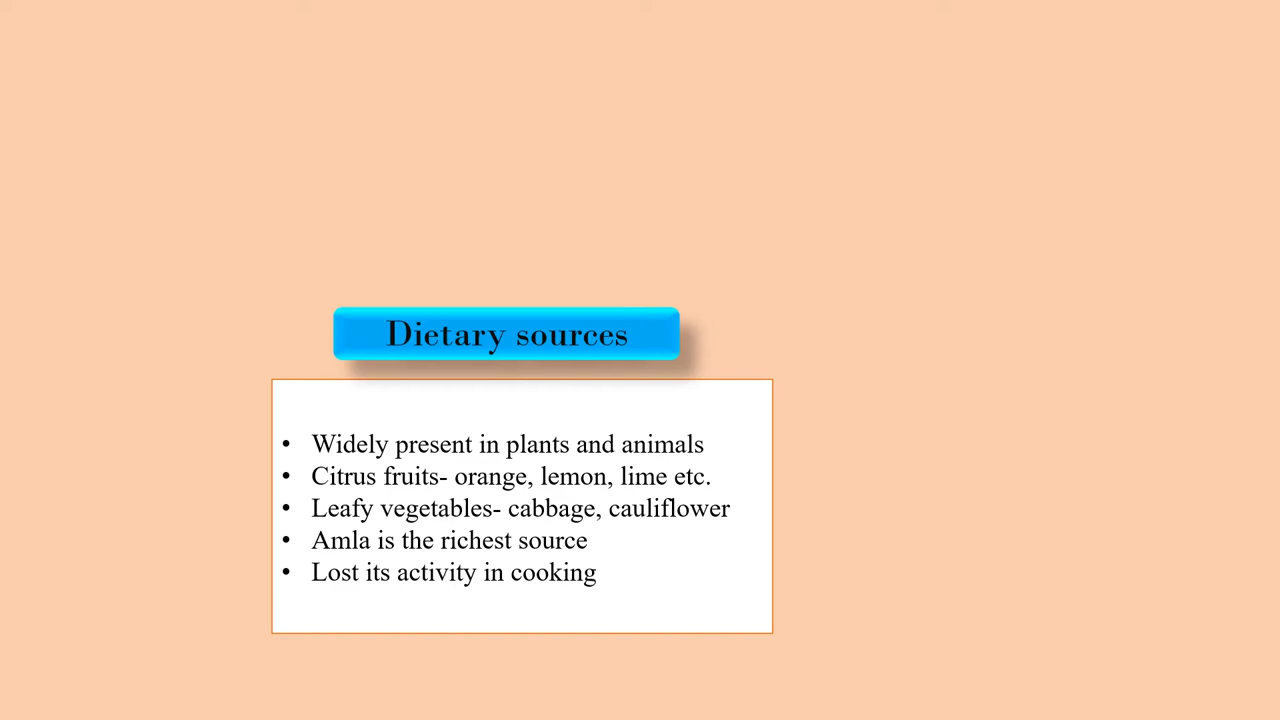 Dietary sources
• Widely present in plants and animals
• Citrus fruits- orange, lemon, lime etc.
• Leafy vegetables- cabbage, cauliflower
• Amla is the richest source
• Lost its activity in cooking